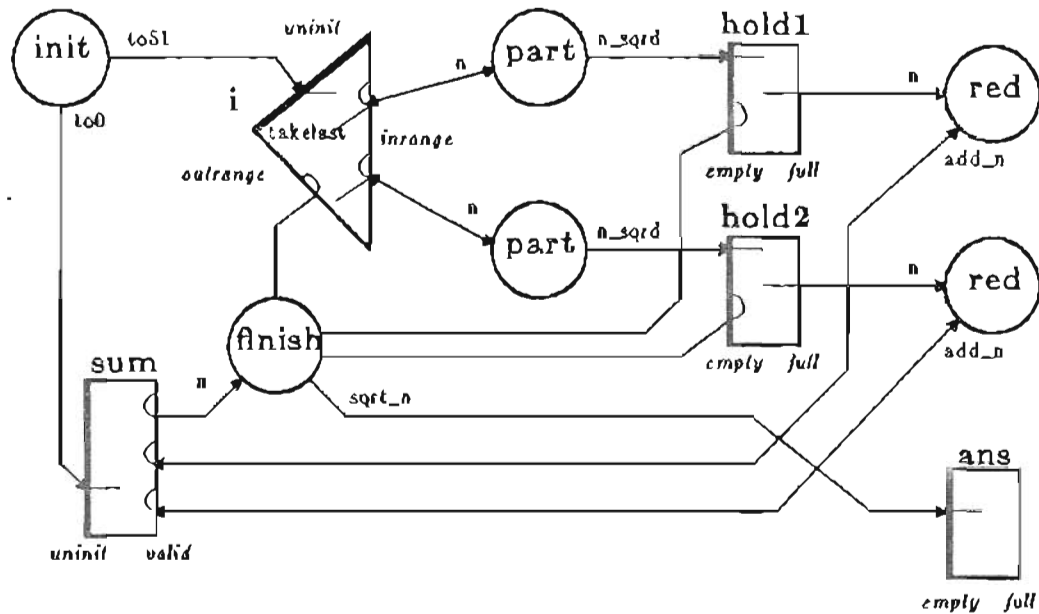 init
toS1
to0
uninit
i
takelast
inrange
outrange
n
part
n_sqrd
n
part
n_sqrd
hold1
empty full
n
red
add_n
hold2
empty full
n
red
add_n
finish
n
sqrt_n
sum
uninit valid
ans
empty full